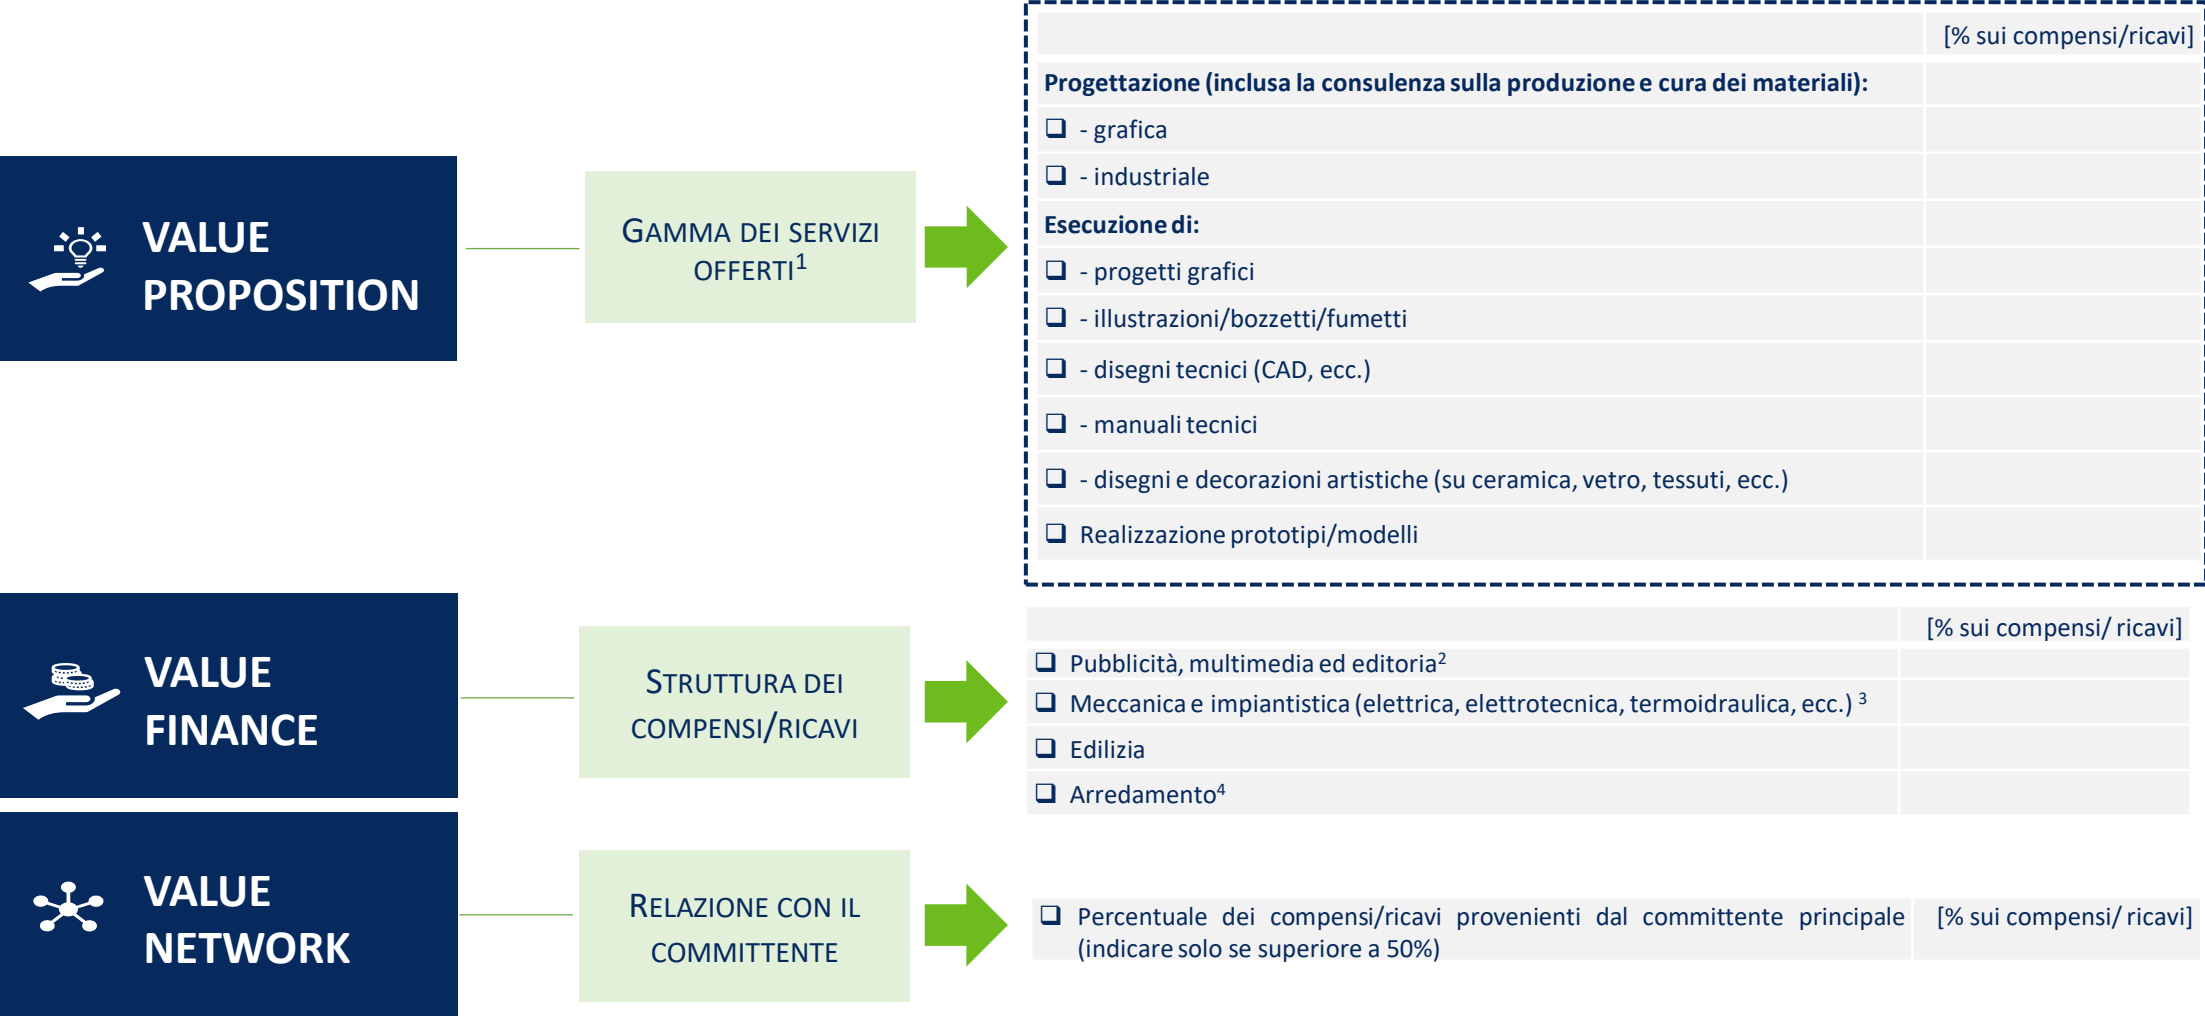 [% sui compensi/ricavi]
Progettazione (inclusa la consulenza sulla produzione e cura dei materiali):
❑ - grafica
❑ - industriale
Esecuzione di:
❑ - progetti grafici
❑ - illustrazioni/bozzetti/fumetti
❑ - disegni tecnici (CAD, ecc.)
❑ - manuali tecnici
❑ - disegni e decorazioni artistiche (su ceramica, vetro, tessuti, ecc.)
❑ Realizzazione prototipi/modelli
VALUE
PROPOSITION
GAMMA DEI SERVIZI
OFFERTI¹
VALUE
FINANCE
STRUTTURA DEI
COMPENSI/RICAVI
[% sui compensi/ ricavi]
❑ Pubblicità, multimedia ed editoria²
❑ Meccanica e impiantistica (elettrica, elettrotecnica, termoidraulica, ecc.) ³
❑ Edilizia
❑ Arredamento⁴
VALUE
NETWORK
RELAZIONE CON IL
COMMITTENTE
❑ Percentuale dei compensi/ricavi provenienti dal committente principale [% sui compensi/ ricavi]
(indicare solo se superiore a 50%)